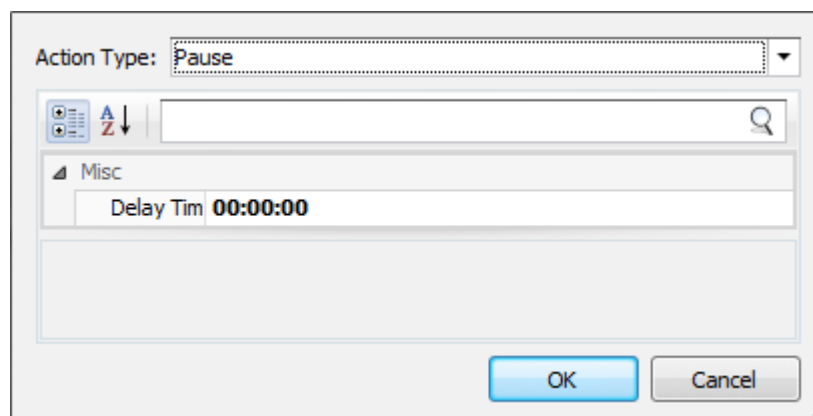 Action Type: Pause
A
Z
Misc
Delay Tim 00:00:00
OK Cancel